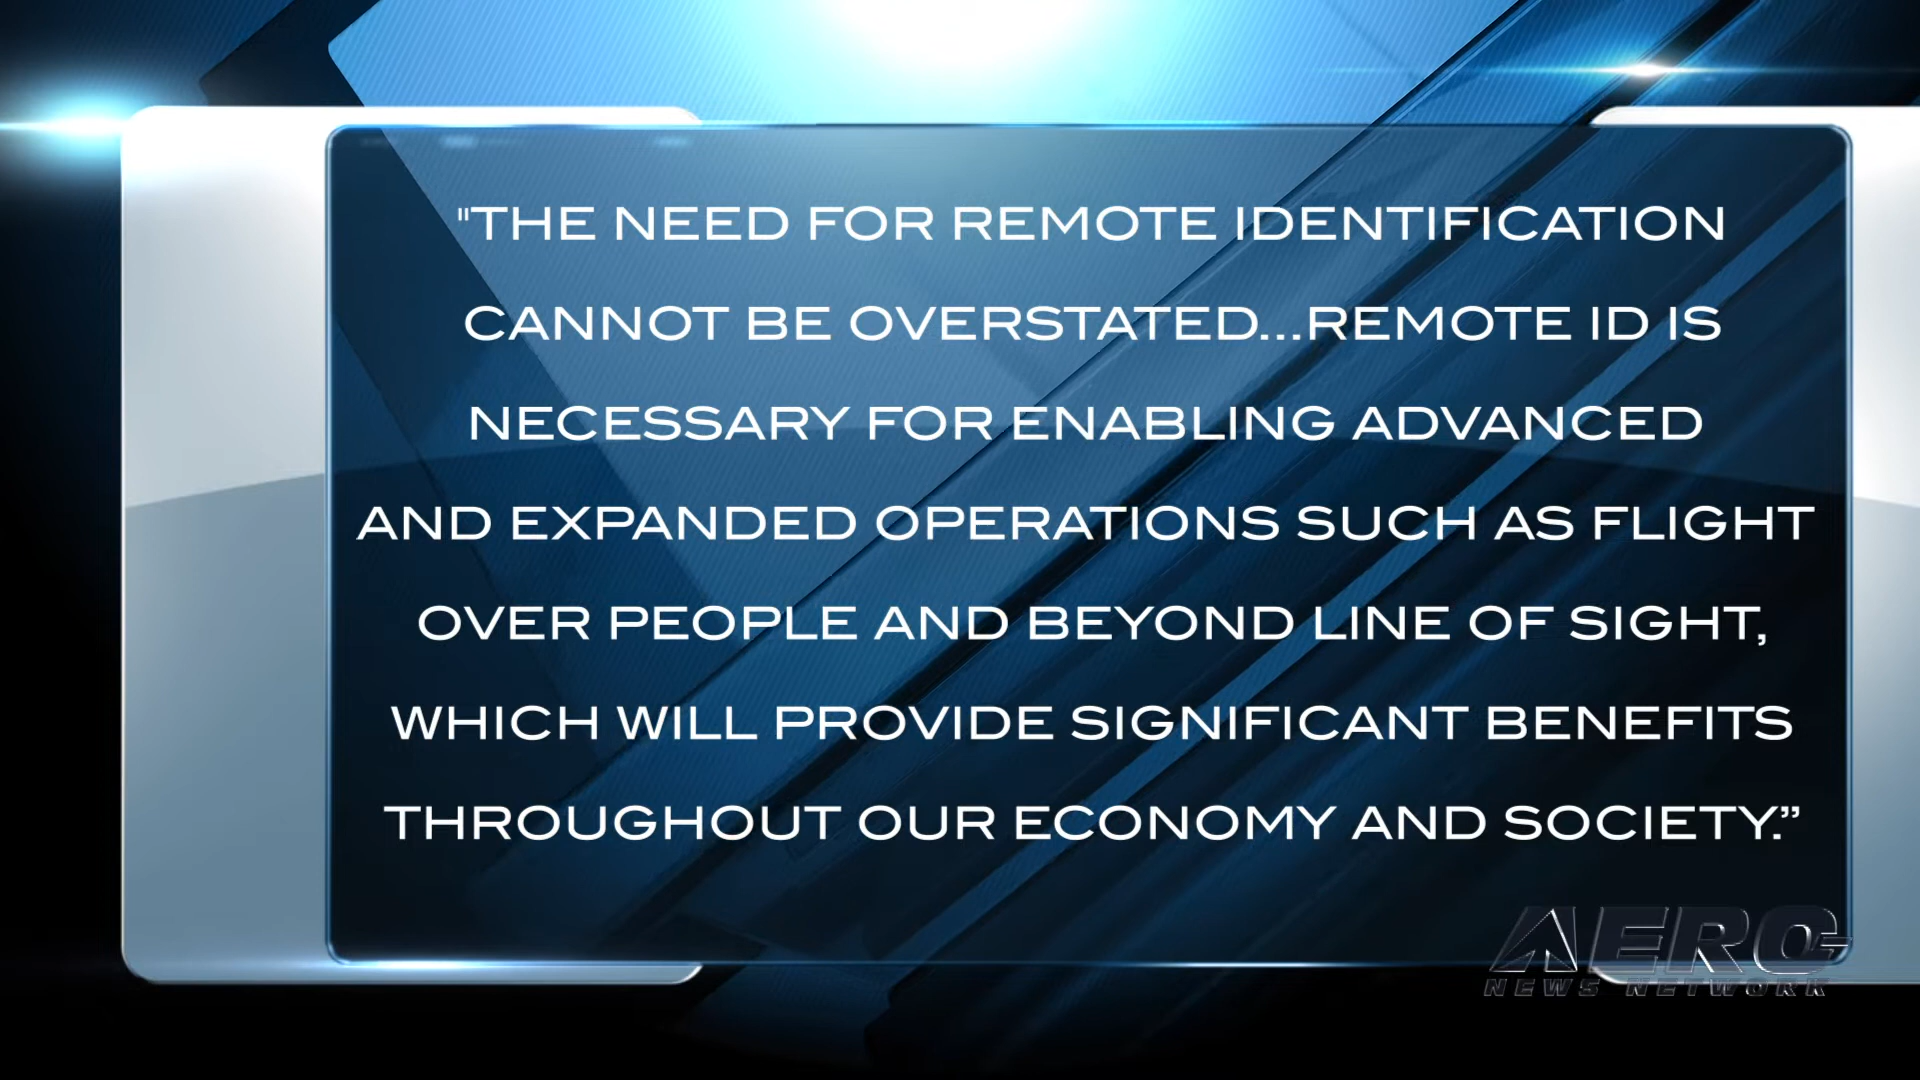 "THE NEED FOR REMOTE IDENTIFICATION
CANNOT BE OVERSTATED...REMOTE ID IS
NECESSARY FOR ENABLING ADVANCED
AND EXPANDED OPERATIONS SUCH AS FLIGHT
OVER PEOPLE AND BEYOND LINE OF SIGHT,
WHICH WILL PROVIDE SIGNIFICANT BENEFITS
THROUGHOUT OUR ECONOMY AND SOCIETY.”
AERO
NEWS NETWORK